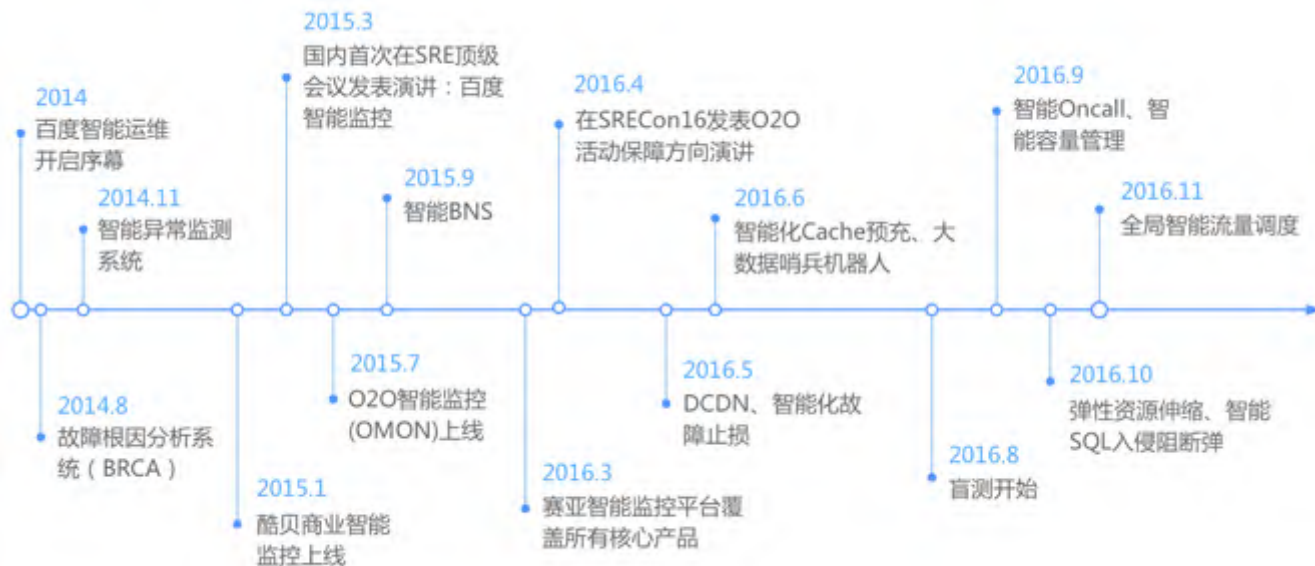 2014
百度智能运维
开启序幕
2014.8
故障根因分析系
统（BRCA）
2014.11
智能异常监测
系统
2015.1
酷贝商业智能
监控上线
2015.3
国内首次在SRE顶级
会议发表演讲：百度
智能监控
2015.7
O2O智能监控
(OMON)上线
2015.9
智能BNS
2016.3
赛亚智能监控平台覆
盖所有核心产品
2016.4
在SRECon16发表O2O
活动保障方向演讲
2016.5
DCDN、智能化故
障止损
2016.6
智能化Cache预充、大
数据哨兵机器人
2016.8
盲测开始
2016.9
智能Oncall、智
能容量管理
2016.10
弹性资源伸缩、智能
SQL入侵阻断弹
2016.11
全局智能流量调度